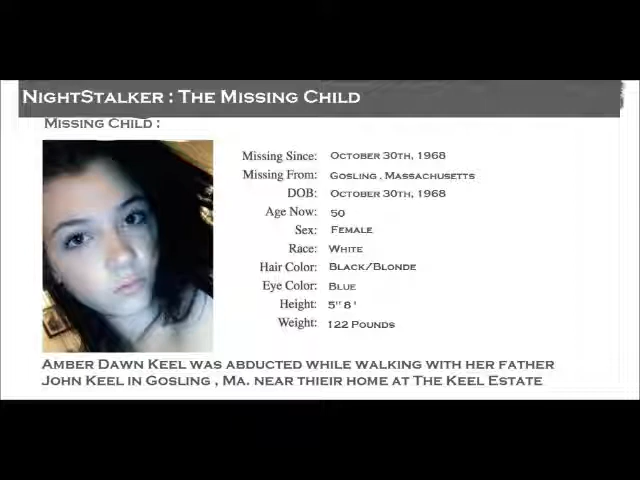 NightStalker : The Missing Child
Missing Child :
Missing Since: October 30th, 1968
Missing From: Gosling , Massachusetts
DOB: October 30th, 1968
Age Now: 50
Sex: Female
Race: White
Hair Color: Black/Blonde
Eye Color: Blue
Height: 5" 8 '
Weight: 122 Pounds
Amber Dawn Keel was abducted while walking with her father
John Keel in Gosling , Ma. near thieir home at The Keel Estate